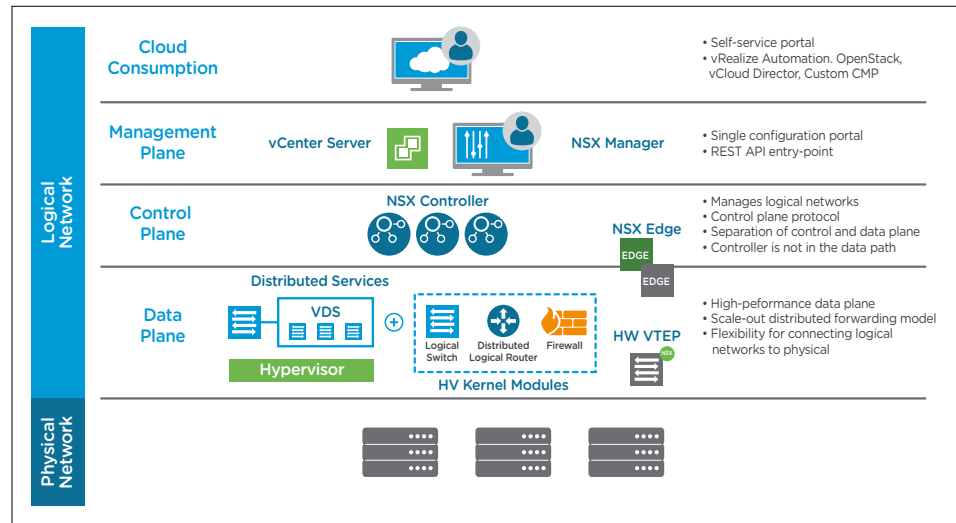 Logical
Network
Cloud
Consumption
• Self-service portal
• vRealize Automation. OpenStack,
vCloud Director, Custom CMP
Management
Plane
vCenter Server
NSX Manager
• Single configuration portal
• REST API entry-point
Control
Plane
NSX Controller
NSX Edge
EDGE
EDGE
• Manages logical networks
• Control plane protocol
• Separation of control and data plane
• Controller is not in the data path
Data
Plane
Distributed Services
VDS
Hypervisor
Logical
Switch
Distributed
Logical Router
Firewall
HV Kernel Modules
HW VTEP
NSX
• High-peformance data plane
• Scale-out distributed forwarding model
• Flexibility for connecting logical
networks to physical
Physical
Network